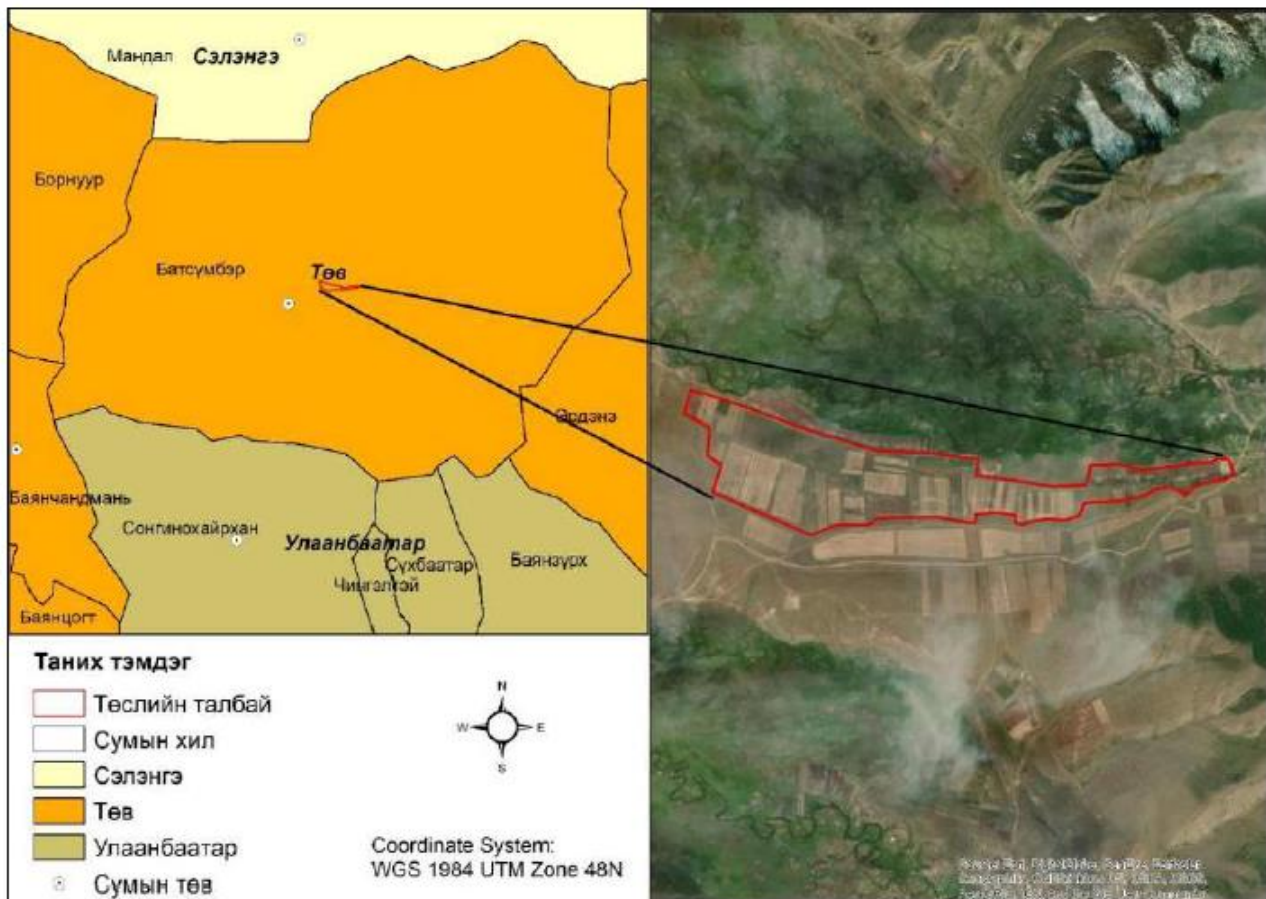 Мандал Сэлэнгэ
Борнуур
Батсүмбэр Төв
Эрдэнэ
Баянчандмань
Сонгинохайрхан
Улаанбаатар
Сүхбаатар
Баянзүрх
Чингэлтэй
Баянцогт
Таних тэмдэг
Төслийн талбай
Сумын хил
Сэлэнгэ
Төв
Улаанбаатар
Сумын төв
N
W E
S
Coordinate System:
WGS 1984 UTM Zone 48N